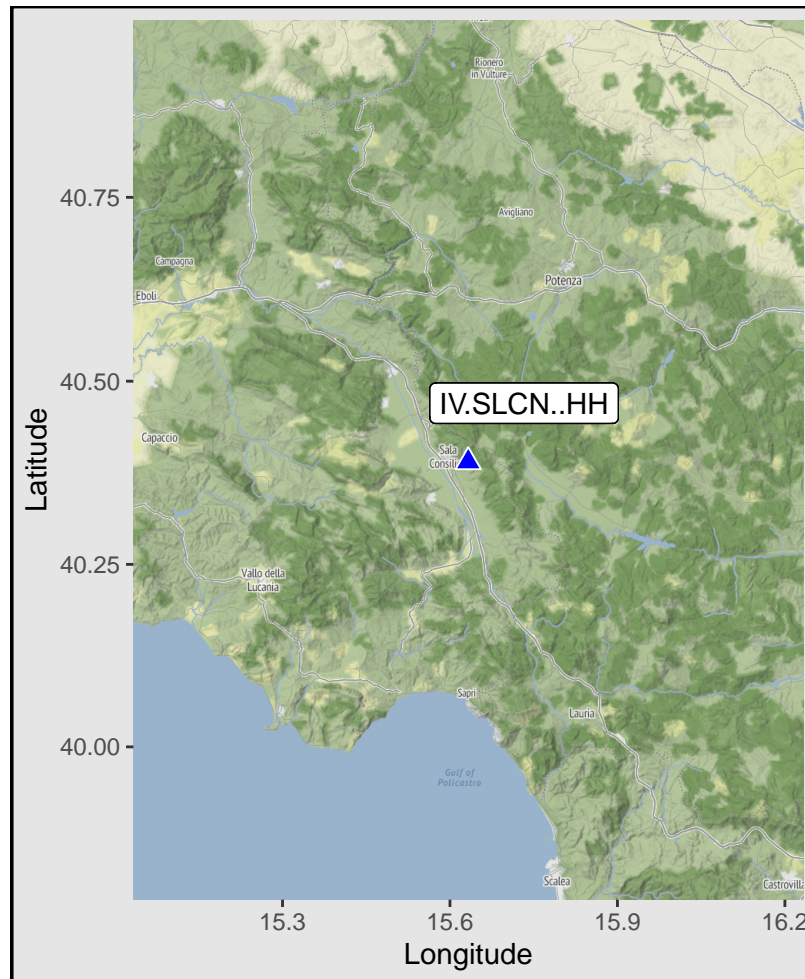 Rionero
in Vulture
Avigliano
Campagna
Potenza
Eboli
IV.SLCN..HH
Capaccio
Sala
Consili
Vallo della
Lucania
Sapri
Lauria
Gulf of
Policastro
Scalea
Castrovilla
40.75
40.50
40.25
40.00
Latitude
15.3
15.6
15.9
16.2
Longitude